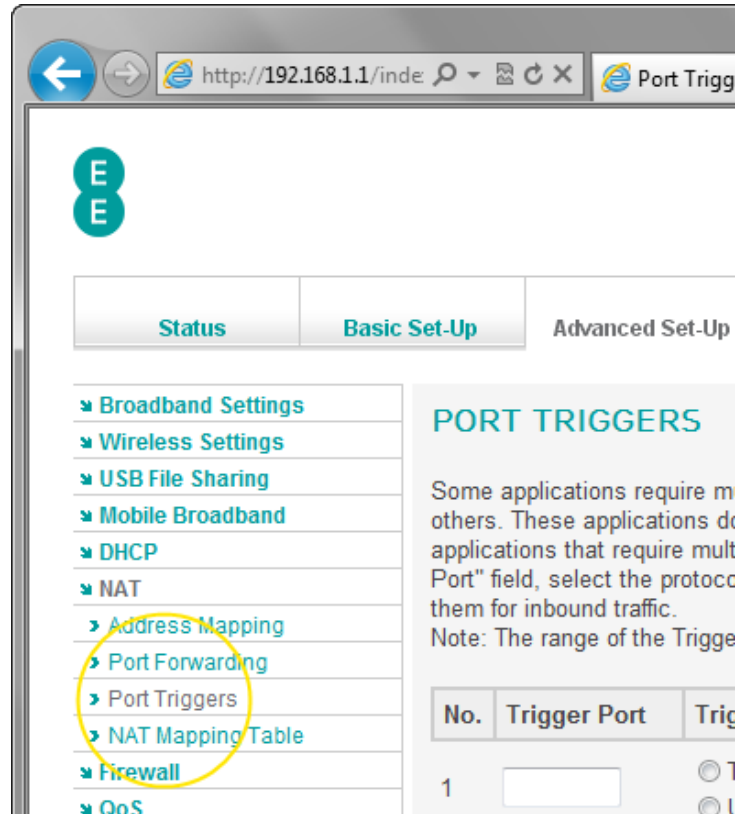 http://192.168.1.1/inde
Port Trigg
E
E
Status
Basic Set-Up
Advanced Set-Up
Broadband Settings
Wireless Settings
USB File Sharing
Mobile Broadband
DHCP
NAT
Address Mapping
Port Forwarding
Port Triggers
NAT Mapping Table
Firewall
QoS
PORT TRIGGERS
Some applications require m
others. These applications d
applications that require mult
Port" field, select the protoco
them for inbound traffic.
Note: The range of the Trigge
No. Trigger Port Trig
1
T
U